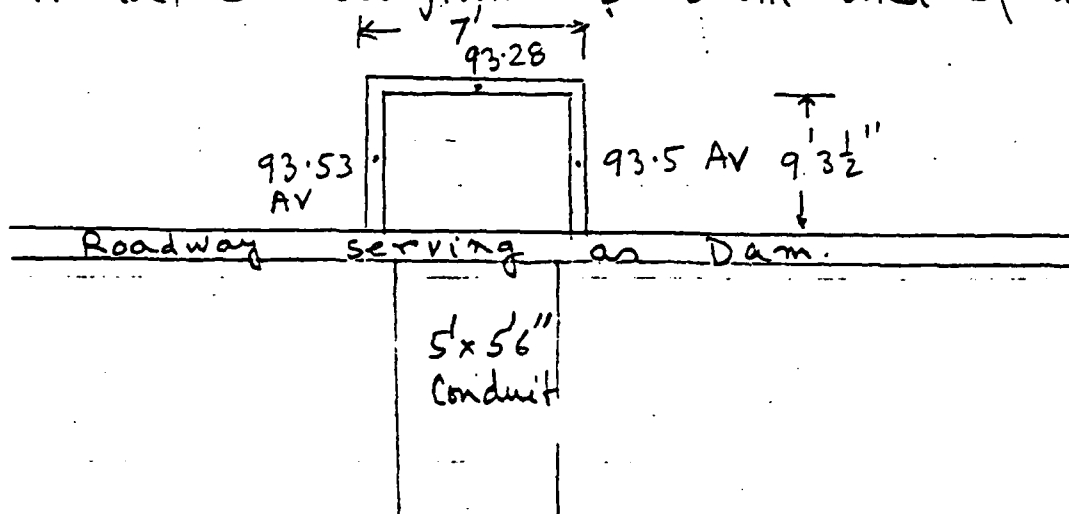 7'
93.28
93.53
AV
93.5 AV
9'3½"
Roadway serving as Dam.
5'x 5'6"
Conduit